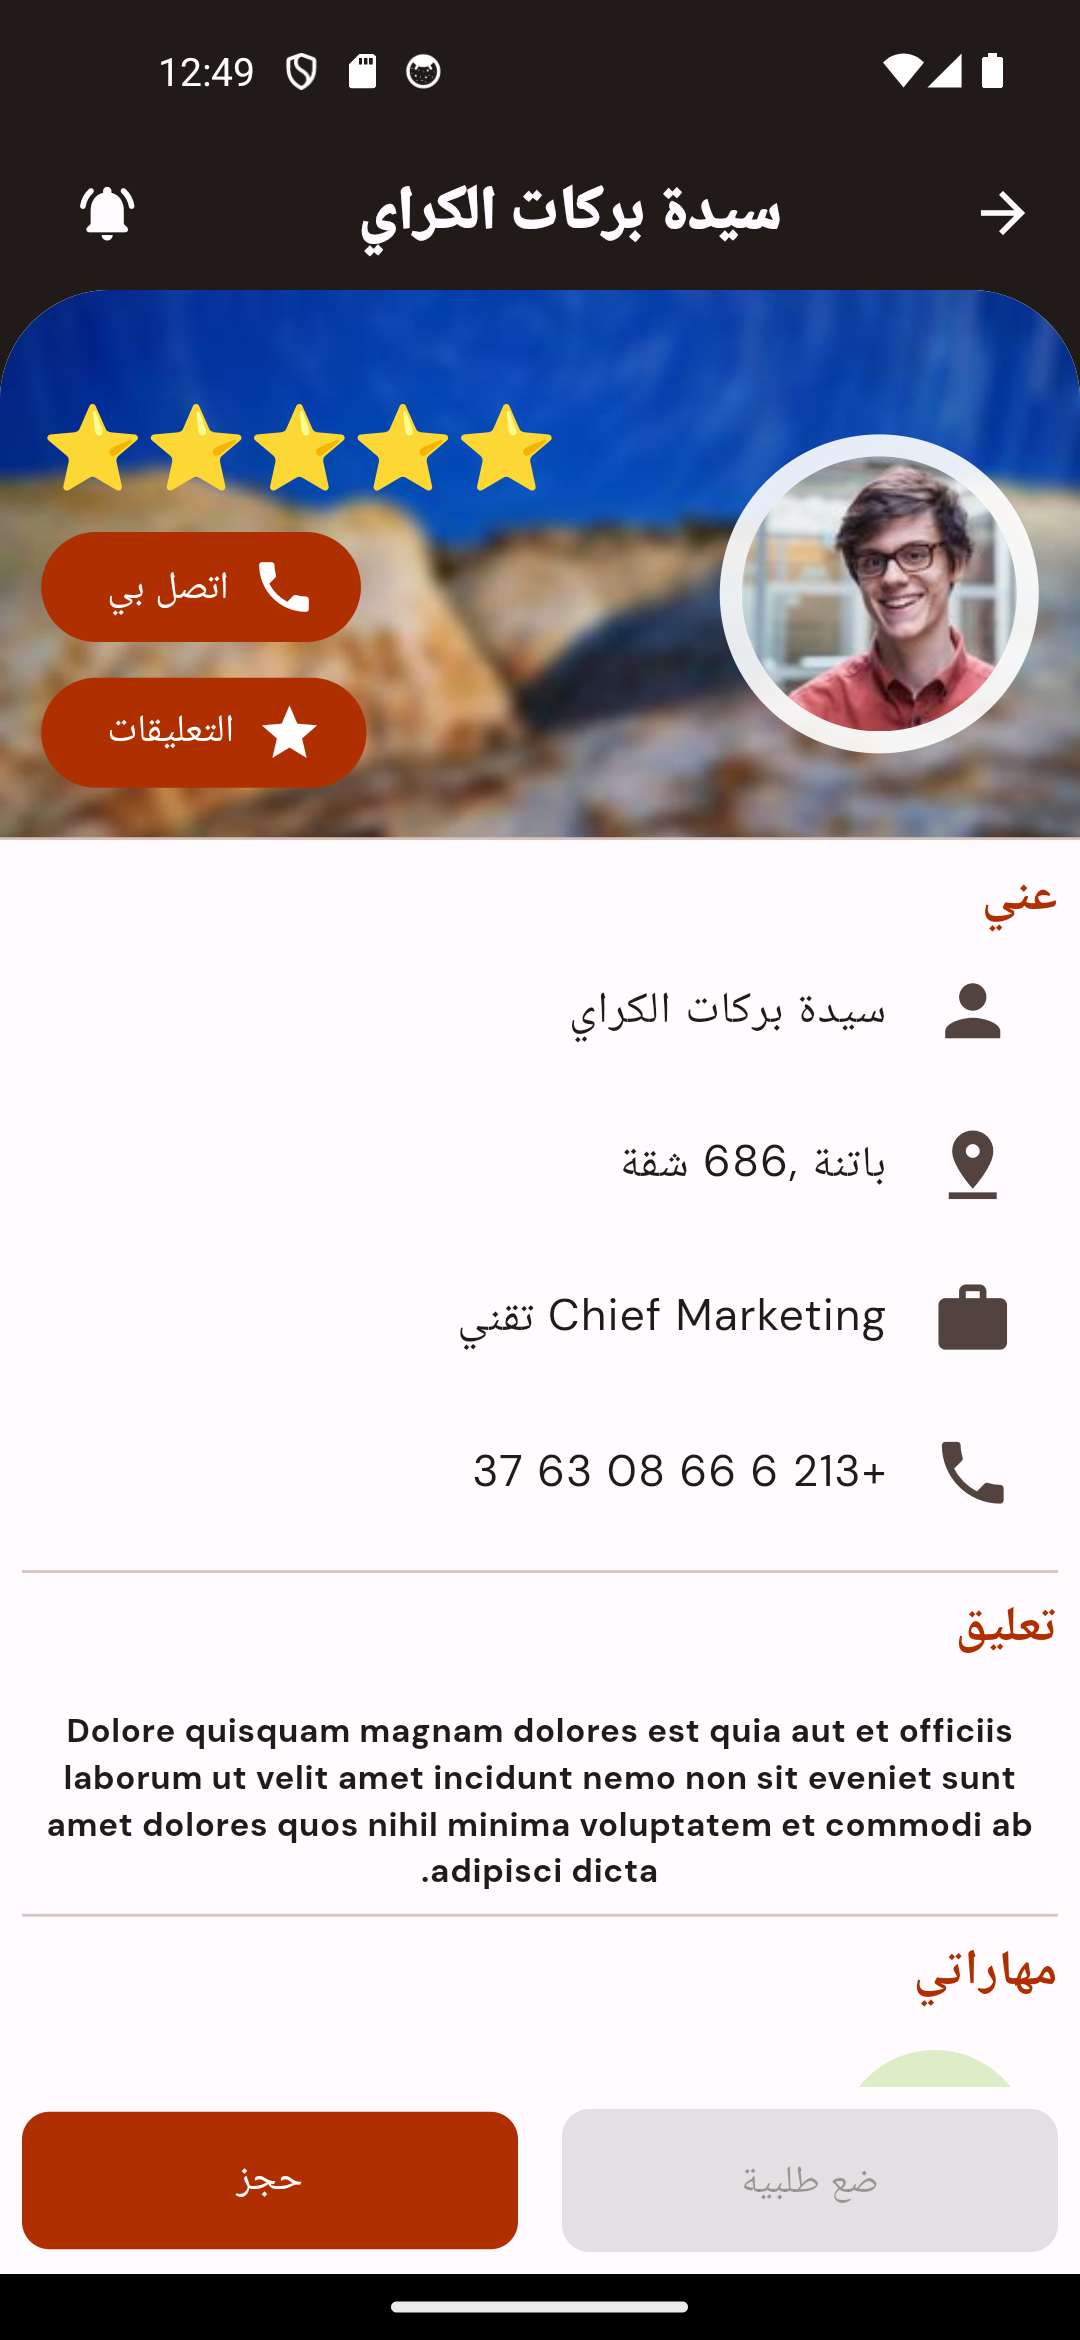 12:49
سيدة بركات الكراي
اتصل بي
التعليقات
عني
سيدة بركات الكراي
باتنة ,686 شقة
Chief Marketing تقني
+213 6 66 08 63 37
تعليق
Dolore quisquam magnam dolores est quia aut et officiis
laborum ut velit amet incidunt nemo non sit eveniet sunt
amet dolores quos nihil minima voluptatem et commodi ab
adipisci dicta.
مهاراتي
ضع طلبية
حجز